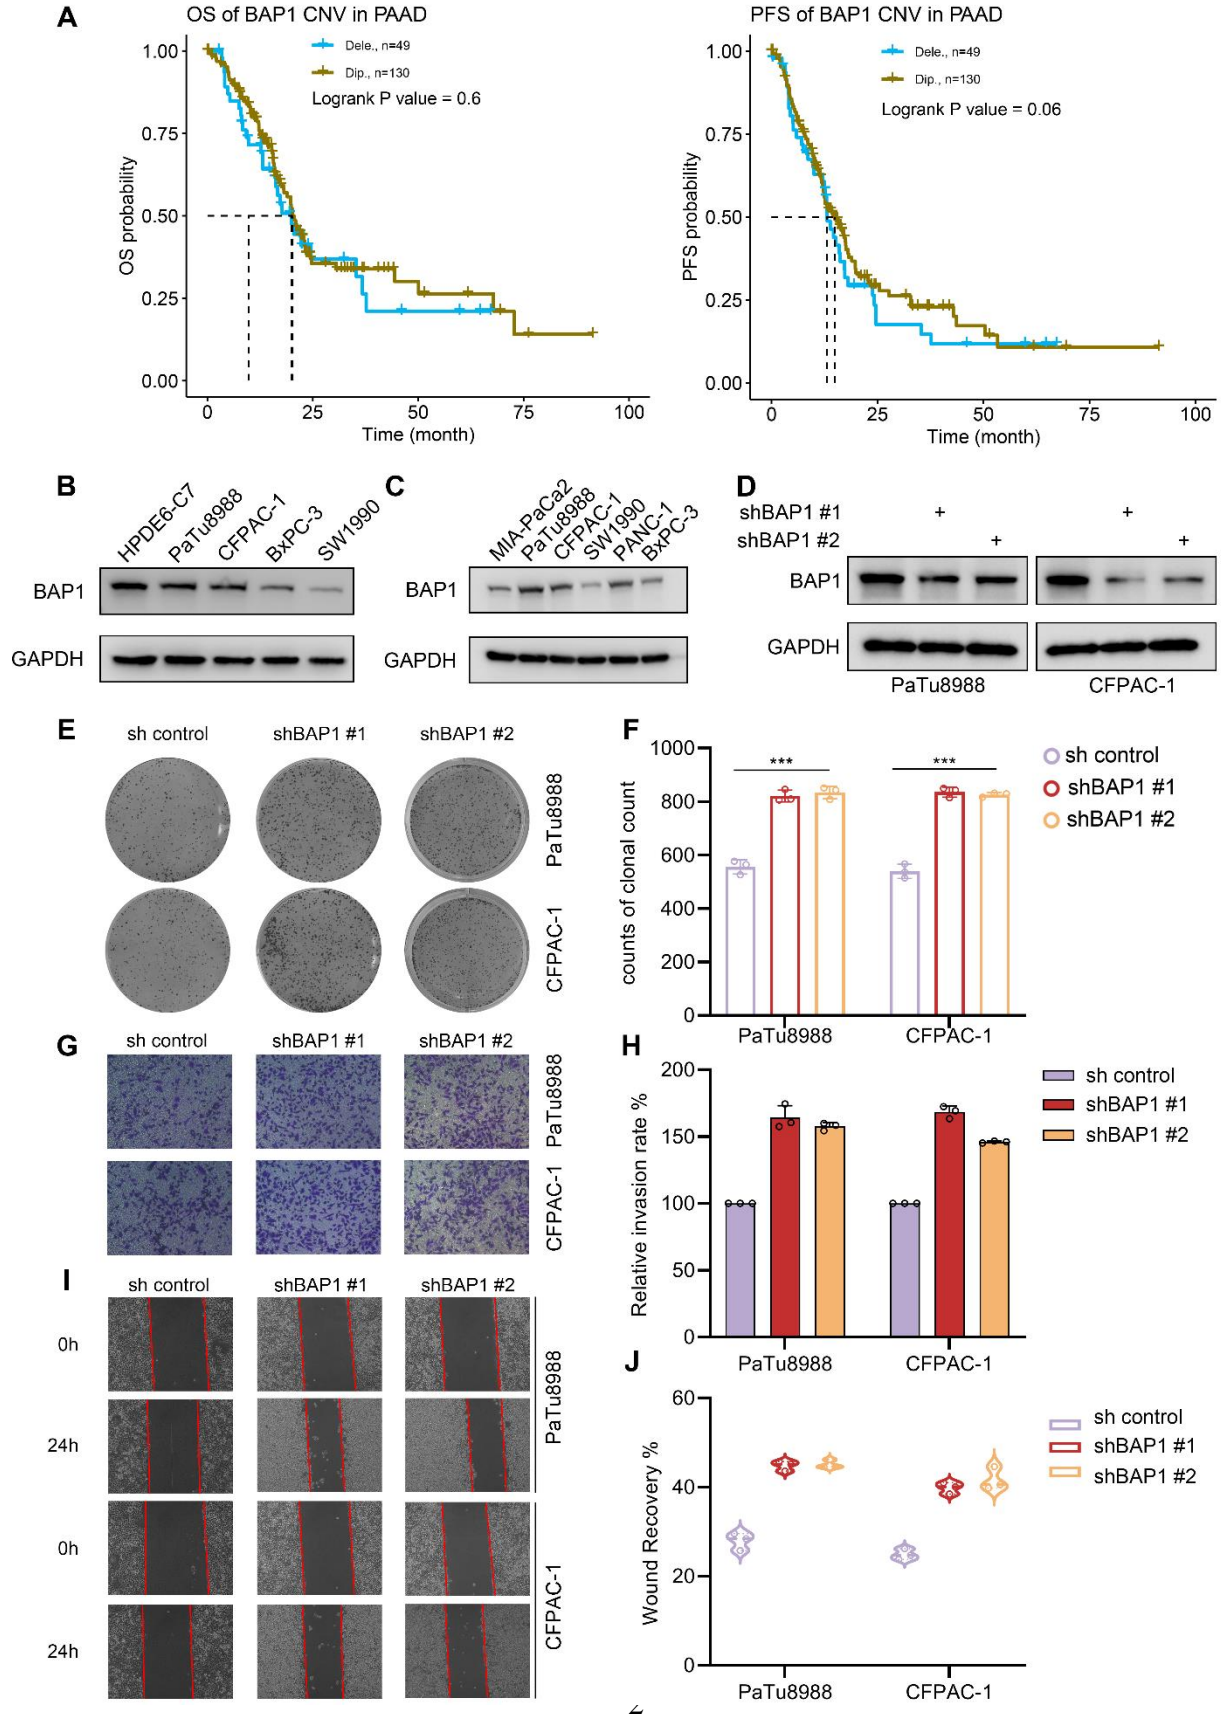 A
OS of BAP1 CNV in PAAD
PFS of BAP1 CNV in PAAD
Dele., n=49
Dip., n=130
Logrank P value = 0.6
Dele., n=49
Dip., n=130
Logrank P value = 0.06
OS probability
1.00
0.75
0.50
0.25
0.00
0 25 50 75 100
Time (month)
PFS probability
1.00
0.75
0.50
0.25
0.00
0 25 50 75 100
Time (month)
B
HPDE6-C7 PaTu8988 CFPAC-1 BxPC-3 SW1990
BAP1
GAPDH
C
MIA-PaCa2 PaTu8988 CFPAC-1 SW1990 PANC-1 BxPC-3
BAP1
GAPDH
D
shBAP1 #1 + +
shBAP1 #2 + +
BAP1
GAPDH
PaTu8988 CFPAC-1
E
sh control shBAP1 #1 shBAP1 #2
PaTu8988
CFPAC-1
F
counts of clonal count
1000
800
600
400
200
0
*** ***
PaTu8988 CFPAC-1
sh control
shBAP1 #1
shBAP1 #2
G
sh control shBAP1 #1 shBAP1 #2
PaTu8988
CFPAC-1
H
Relative invasion rate %
200
150
100
50
0
PaTu8988 CFPAC-1
sh control
shBAP1 #1
shBAP1 #2
I
sh control shBAP1 #1 shBAP1 #2
0h
24h
PaTu8988
0h
24h
CFPAC-1
J
Wound Recovery %
60
40
20
0
PaTu8988 CFPAC-1
sh control
shBAP1 #1
shBAP1 #2